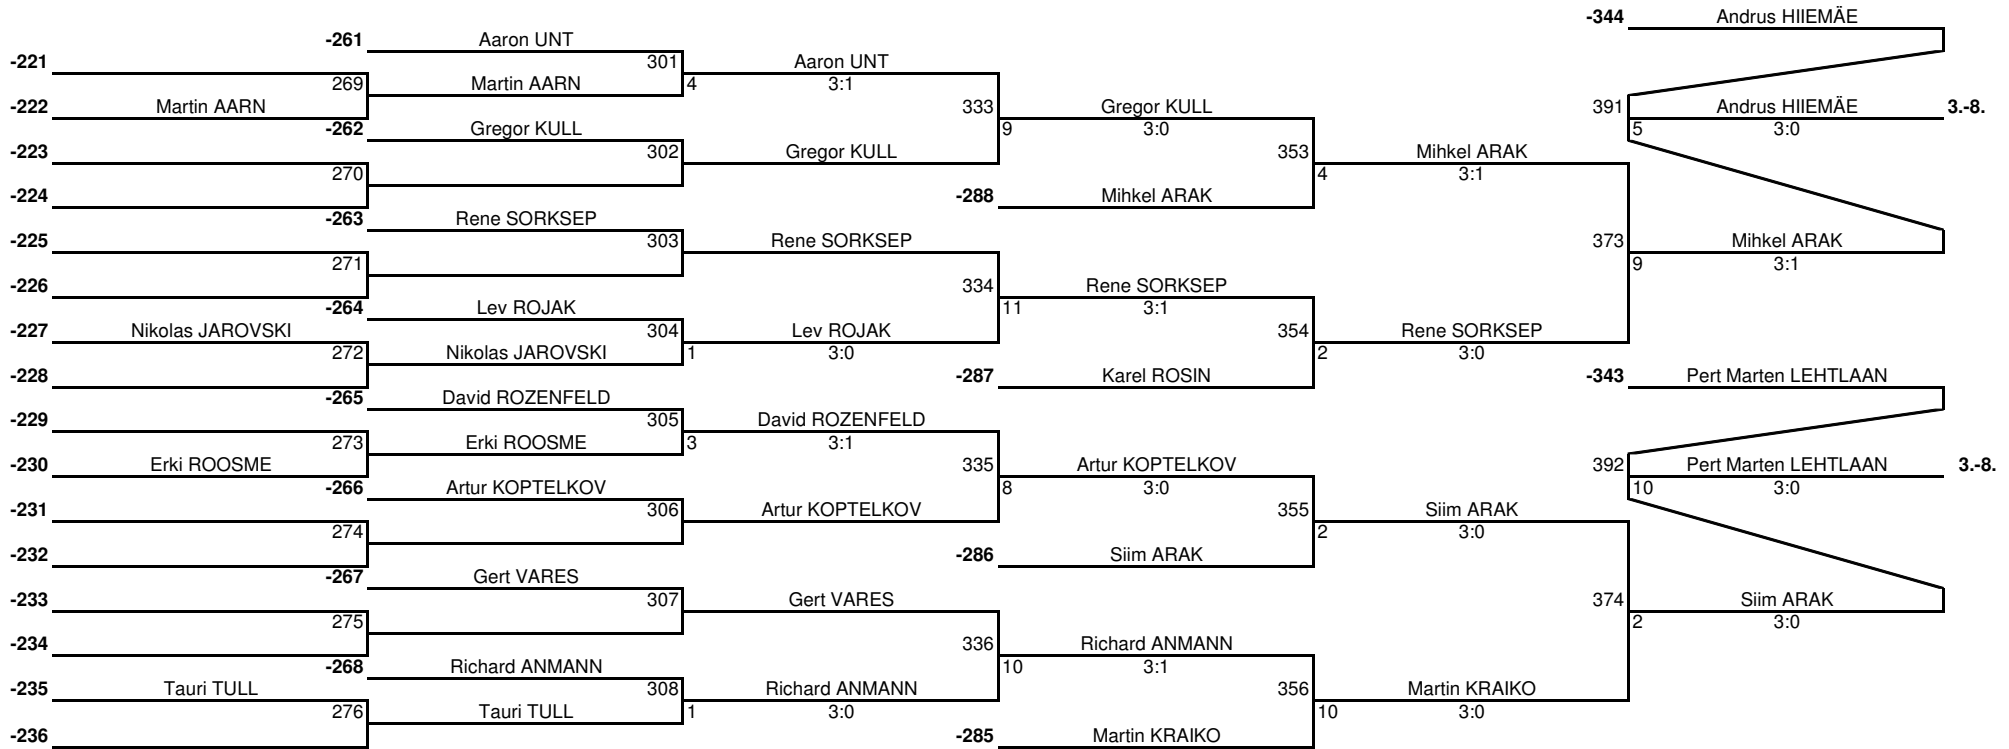 -344 Andrus HIIEMÄE
-261 Aaron UNT
-221 301 Aaron UNT
269 Martin AARN 4 3:1
-222 Martin AARN 333 Gregor KULL 391 Andrus HIIEMÄE 3.-8.
-262 Gregor KULL 9 3:0 5 3:0
-223 302 Gregor KULL 353 Mihkel ARAK
270 4 3:1
-224 -288 Mihkel ARAK
-263 Rene SORKSEP
-225 303 Rene SORKSEP 373 Mihkel ARAK
271 9 3:1
-226 334 Rene SORKSEP
-264 Lev ROJAK 11 3:1
-227 Nikolas JAROVSKI 304 Lev ROJAK 354 Rene SORKSEP
272 Nikolas JAROVSKI 1 3:0 2 3:0
-228 -287 Karel ROSIN -343 Pert Marten LEHTLAAN
-265 David ROZENFELD
-229 305 David ROZENFELD
273 Erki ROOSME 3 3:1
-230 Erki ROOSME 335 Artur KOPTELKOV 392 Pert Marten LEHTLAAN 3.-8.
-266 Artur KOPTELKOV 8 3:0 10 3:0
-231 306 Artur KOPTELKOV 355 Siim ARAK
274 2 3:0
-232 -286 Siim ARAK
-267 Gert VARES
-233 307 Gert VARES 374 Siim ARAK
275 2 3:0
-234 336 Richard ANMANN
-268 Richard ANMANN 10 3:1
-235 Tauri TULL 308 Richard ANMANN 356 Martin KRAIKO
276 Tauri TULL 1 3:0 10 3:0
-236 -285 Martin KRAIKO